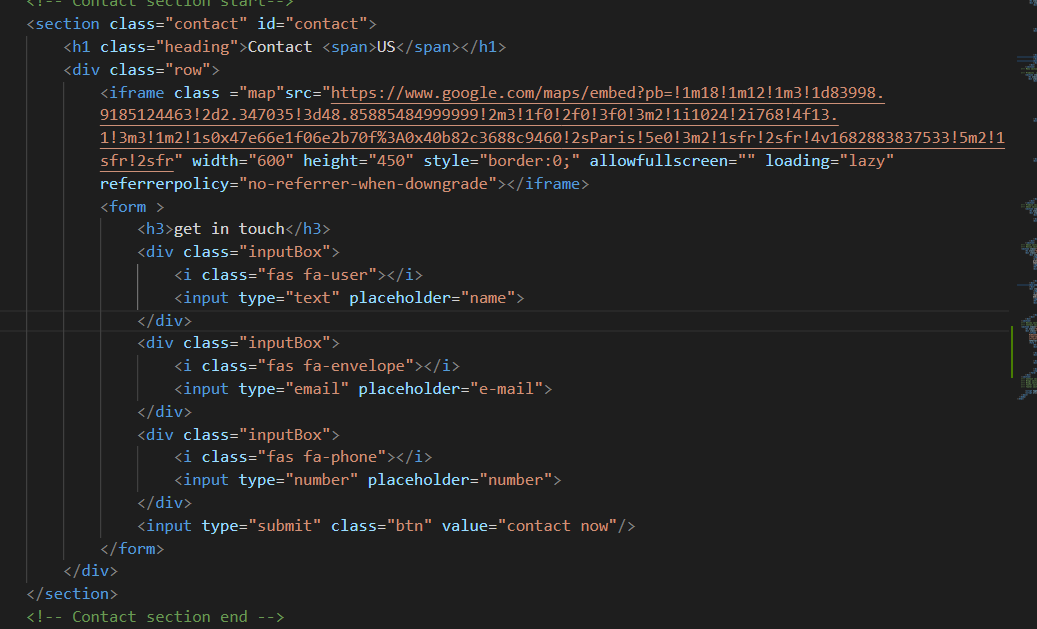 <!-- Contact section start-->
<section class="contact" id="contact">
<h1 class="heading">Contact <span>US</span></h1>
<div class="row">
<iframe class ="map"src="https://www.google.com/maps/embed?pb=!1m18!1m12!1m3!1d83998.
9185124463!2d2.347035!3d48.85885484999999!2m3!1f0!2f0!3f0!3m2!1i1024!2i768!4f13.
1!3m3!1m2!1s0x47e66e1f06e2b70f%3A0x40b82c3688c9460!2sParis!5e0!3m2!1sfr!2sfr!4v1682883837533!5m2!1
sfr!2sfr" width="600" height="450" style="border:0;" allowfullscreen="" loading="lazy"
referrerpolicy="no-referrer-when-downgrade"></iframe>
<form >
<h3>get in touch</h3>
<div class="inputBox">
<i class="fas fa-user"></i>
<input type="text" placeholder="name">
</div>
<div class="inputBox">
<i class="fas fa-envelope"></i>
<input type="email" placeholder="e-mail">
</div>
<div class="inputBox">
<i class="fas fa-phone"></i>
<input type="number" placeholder="number">
</div>
<input type="submit" class="btn" value="contact now"/>
</form>
</div>
</section>
<!-- Contact section end -->